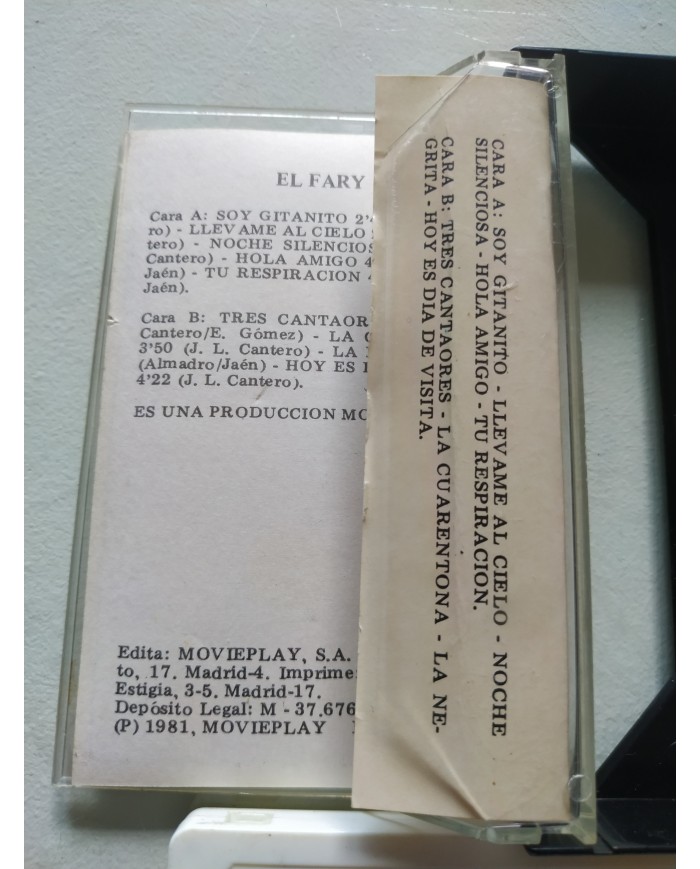 EL FARY
Cara A: SOY GITANITO 2'
ro) - LLEVAME AL CIELO
tero) - NOCHE SILENCIOS
Cantero) - HOLA AMIGO 4
Jaén) - TU RESPIRACION
Jaén).
Cara B: TRES CANTAOR
Cantero/E. Gómez) - LA
3'50 (J. L. Cantero) - LA
(Almadro/Jaén) - HOY ES
4'22 (J. L. Cantero).
ES UNA PRODUCCION MO
Edita: MOVIEPLAY, S.A.
to, 17. Madrid-4. Imprime
Estigia, 3-5. Madrid-17.
Depósito Legal: M - 37.676
(P) 1981, MOVIEPLAY
CARA A: SOY GITANITO - LLEVAME AL CIELO - NOCHE
SILENCIOSA - HOLA AMIGO - TU RESPIRACION.
CARA B: TRES CANTAORES - LA CUARENTONA - LA NE-
GRITA - HOY ES DIA DE VISITA.